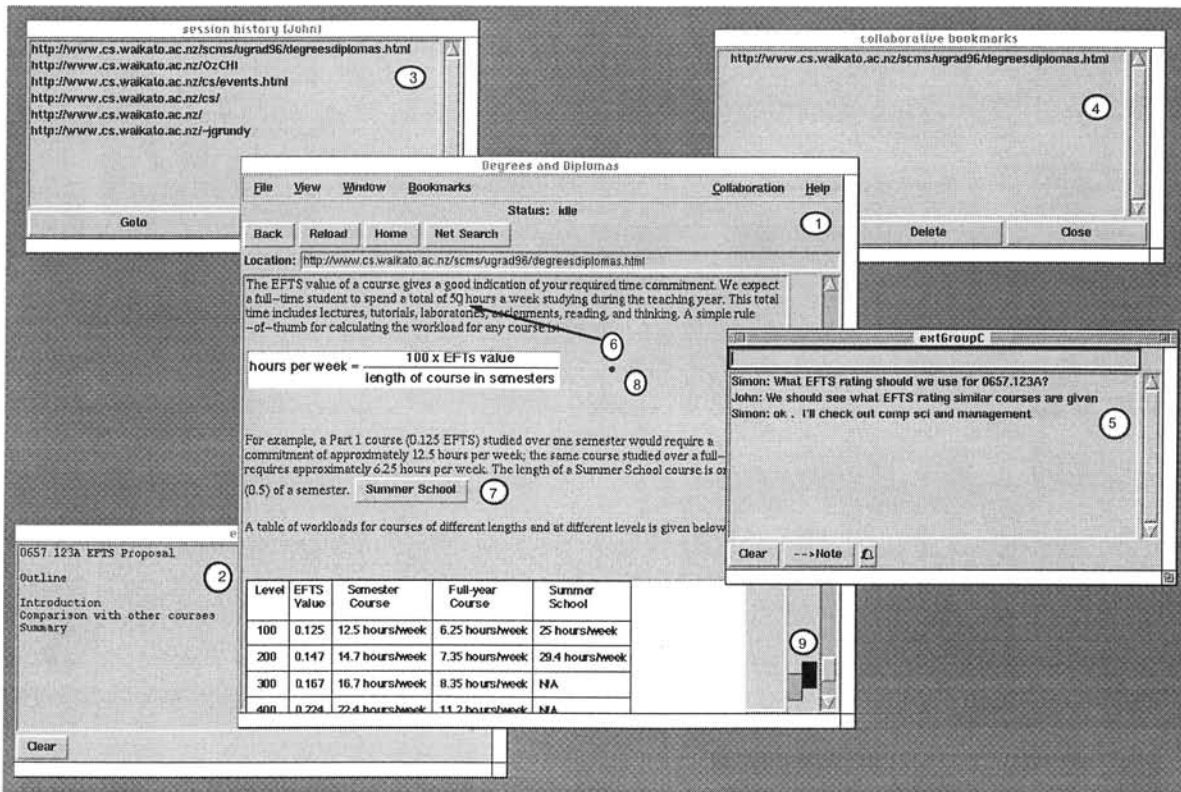 session history (John)
http://www.cs.waikato.ac.nz/scms/ugrad96/degreesdiplomas.html
http://www.cs.waikato.ac.nz/OzCHI
http://www.cs.waikato.ac.nz/cs/events.html
http://www.cs.waikato.ac.nz/cs/
http://www.cs.waikato.ac.nz/
http://www.cs.waikato.ac.nz/~jgrundy
3
Goto
collaborative bookmarks
http://www.cs.waikato.ac.nz/scms/ugrad96/degreesdiplomas.html
4
Delete Close
Degrees and Diplomas
File View Window Bookmarks Collaboration Help
Status: idle
1
Back Reload Home Net Search
Location: http://www.cs.waikato.ac.nz/scms/ugrad96/degreesdiplomas.html
The EFTS value of a course gives a good indication of your required time commitment. We expect
a full-time student to spend a total of 50 hours a week studying during the teaching year. This total
time includes lectures, tutorials, laboratories, assignments, reading, and thinking. A simple rule
-of-thumb for calculating the workload for any course is:
6
hours per week = 100 x EFTs value
length of course in semesters
8
For example, a Part 1 course (0.125 EFTS) studied over one semester would require a
commitment of approximately 12.5 hours per week; the same course studied over a full-
requires approximately 6.25 hours per week. The length of a Summer School course is
(0.5) of a semester. Summer School
7
A table of workloads for courses of different lengths and at different levels is given below
Level EFTS Value Semester Course Full-year Course Summer School
100 0.125 12.5 hours/week 6.25 hours/week 25 hours/week
200 0.147 14.7 hours/week 7.35 hours/week 29.4 hours/week
300 0.167 16.7 hours/week 8.35 hours/week N/A
400 0.224 22.4 hours/week 11.2 hours/week N/A
9
extGroupC
Simon: What EFTS rating should we use for 0657.123A?
John: We should see what EFTS rating similar courses are given
Simon: ok . I'll check out comp sci and management
5
Clear -->Note
0657.123A EFTS Proposal
2
Outline
Introduction
Comparison with other courses
Summary
Clear